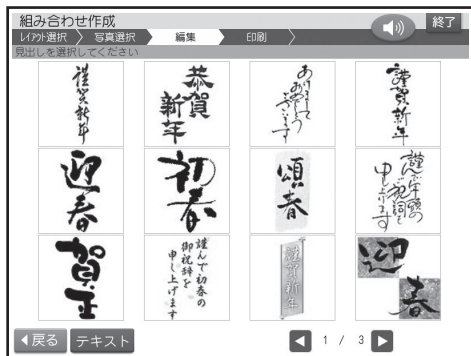 組み合わせ作成
終了
レイアウト選択 写真選択 編集 印刷
見出しを選択してください
謹賀新年
恭賀
新年
あけまして
おめでとう
ございます
謹賀新年
迎春
初春
頌春
謹んで年頭の
ご祝詞を
申し上げます
賀正
謹んで初春の
御祝辞を
申し上げます
謹賀新年
迎
春
戻る テキスト
1 / 3